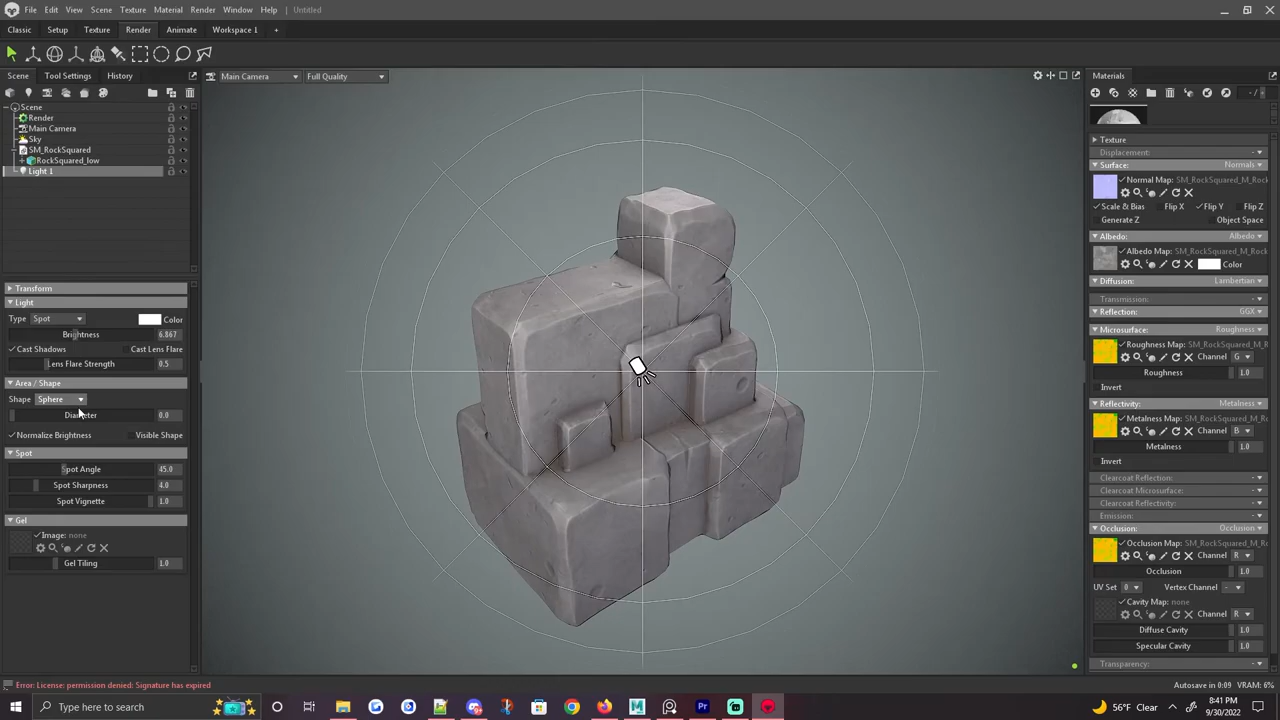 File Edit View Scene Texture Material Render Window Help Untitled
Classic Setup Texture Render Animate Workspace 1 +
Scene Tool Settings History
Main Camera Full Quality
Materials
Scene
Render
Main Camera
Sky
SM_RockSquared
RockSquared_low
Light 1
Transform
Light
Type Spot Color
Brightness 6.867
Cast Shadows Cast Lens Flare
Lens Flare Strength 0.5
Area / Shape
Shape Sphere
Diameter 0.0
Normalize Brightness Visible Shape
Spot
Spot Angle 45.0
Spot Sharpness 4.0
Spot Vignette 1.0
Gel
Image: none
Gel Tiling 1.0
Texture
Displacement:
Surface: Normals
Normal Map: SM_RockSquared_M_Rock
Scale & Bias Flip X Flip Y Flip Z
Generate Z Object Space
Albedo: Albedo
Albedo Map: SM_RockSquared_M_Rock
Color
Diffusion: Lambertian
Transmission:
Reflection: GGX
Microsurface: Roughness
Roughness Map: SM_RockSquared_M_R
Channel G
Roughness 1.0
Invert
Reflectivity: Metalness
Metalness Map: SM_RockSquared_M_R
Channel B
Metalness 1.0
Invert
Clearcoat Reflection:
Clearcoat Microsurface:
Clearcoat Reflectivity:
Emission:
Occlusion: Occlusion
Occlusion Map: SM_RockSquared_M_R
Channel R
Occlusion 1.0
UV Set 0 Vertex Channel -
Cavity Map: none
Channel R
Diffuse Cavity 1.0
Specular Cavity 1.0
Transparency:
Error: License: permission denied: Signature has expired
Autosave in 0:09 VRAM: 6%
Type here to search
56°F Clear
8:41 PM
9/30/2022